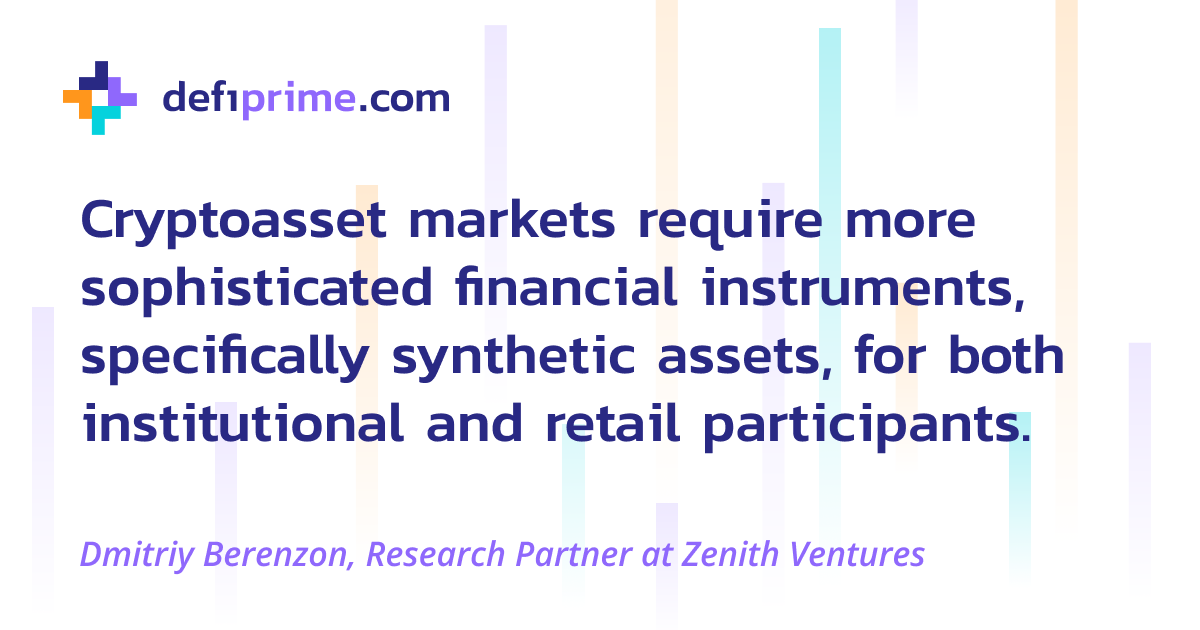 defiprime.com
Cryptoasset markets require more
sophisticated financial instruments,
specifically synthetic assets, for both
institutional and retail participants.
Dmitriy Berenzon, Research Partner at Zenith Ventures